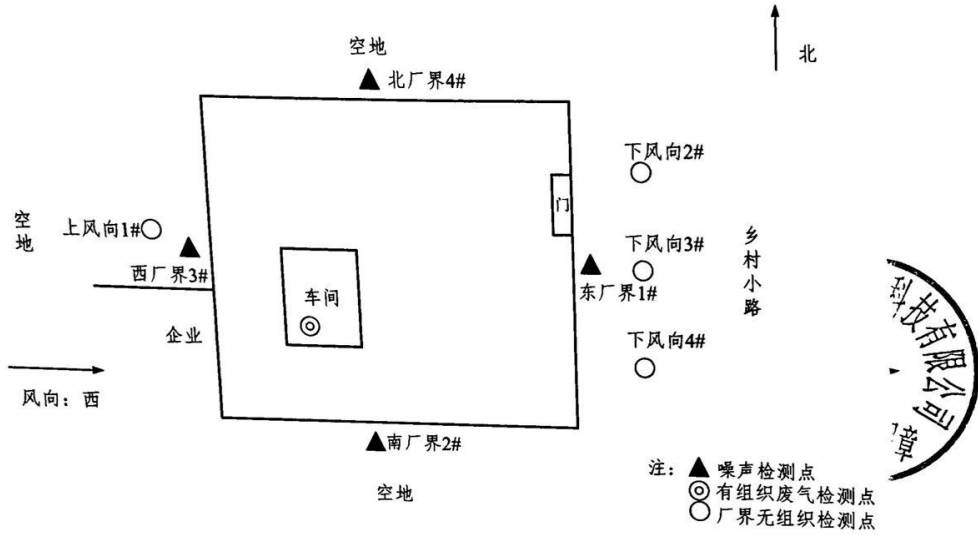 空地
北厂界4#
北
下风向2#
门
空地
上风向1#
西厂界3#
下风向3#
东厂界1#
乡村小路
车间
企业
下风向4#
风向：西
南厂界2#
空地
科技有限公司
章
注：▲ 噪声检测点
◎ 有组织废气检测点
○ 厂界无组织检测点